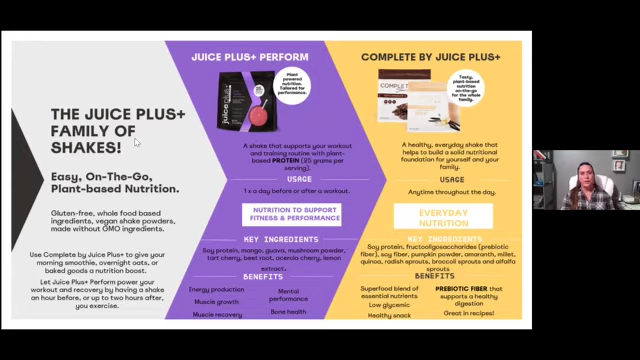 THE JUICE PLUS+
FAMILY OF
SHAKES!
Easy, On-The-Go,
Plant-based Nutrition.
Gluten-free, whole food based
ingredients, vegan shake powders,
made without GMO ingredients.
Use Complete by Juice Plus+ to give your
morning smoothie, overnight oats, or
baked goods a nutrition boost.
Let Juice Plus+ Perform power your
workout and recovery by having a shake
an hour before, or up to two hours after,
you exercise.
JUICE PLUS+ PERFORM
juice plus+
Plant
powered
nutrition.
Tailored for
performance.
A shake that supports your workout
and training routine with plant-
based PROTEIN (25 grams per
serving).
USAGE
1 x a day before or after a workout.
NUTRITION TO SUPPORT
FITNESS & PERFORMANCE
KEY INGREDIENTS
Soy protein, mango, guava, mushroom powder,
tart cherry, beet root, acerola cherry, lemon
extract.
BENEFITS
Energy production
Muscle growth
Muscle recovery
Mental
performance
Bone health
COMPLETE BY JUICE PLUS+
COMPLETE
Tasty,
plant-based
nutrition
on-the-go
for the whole
family.
A healthy, everyday shake that
helps to build a solid nutritional
foundation for yourself and your
family.
USAGE
Anytime throughout the day.
EVERYDAY
NUTRITION
KEY INGREDIENTS
Soy protein, fructooligosaccharides (prebiotic
fiber), soy fiber, pumpkin powder, amaranth, millet,
quinoa, radish sprouts, broccoli sprouts and alfalfa
sprouts
BENEFITS
Superfood blend of
essential nutrients
Low glycemic
Healthy snack
PREBIOTIC FIBER that
supports a healthy
digestion
Great in recipes!